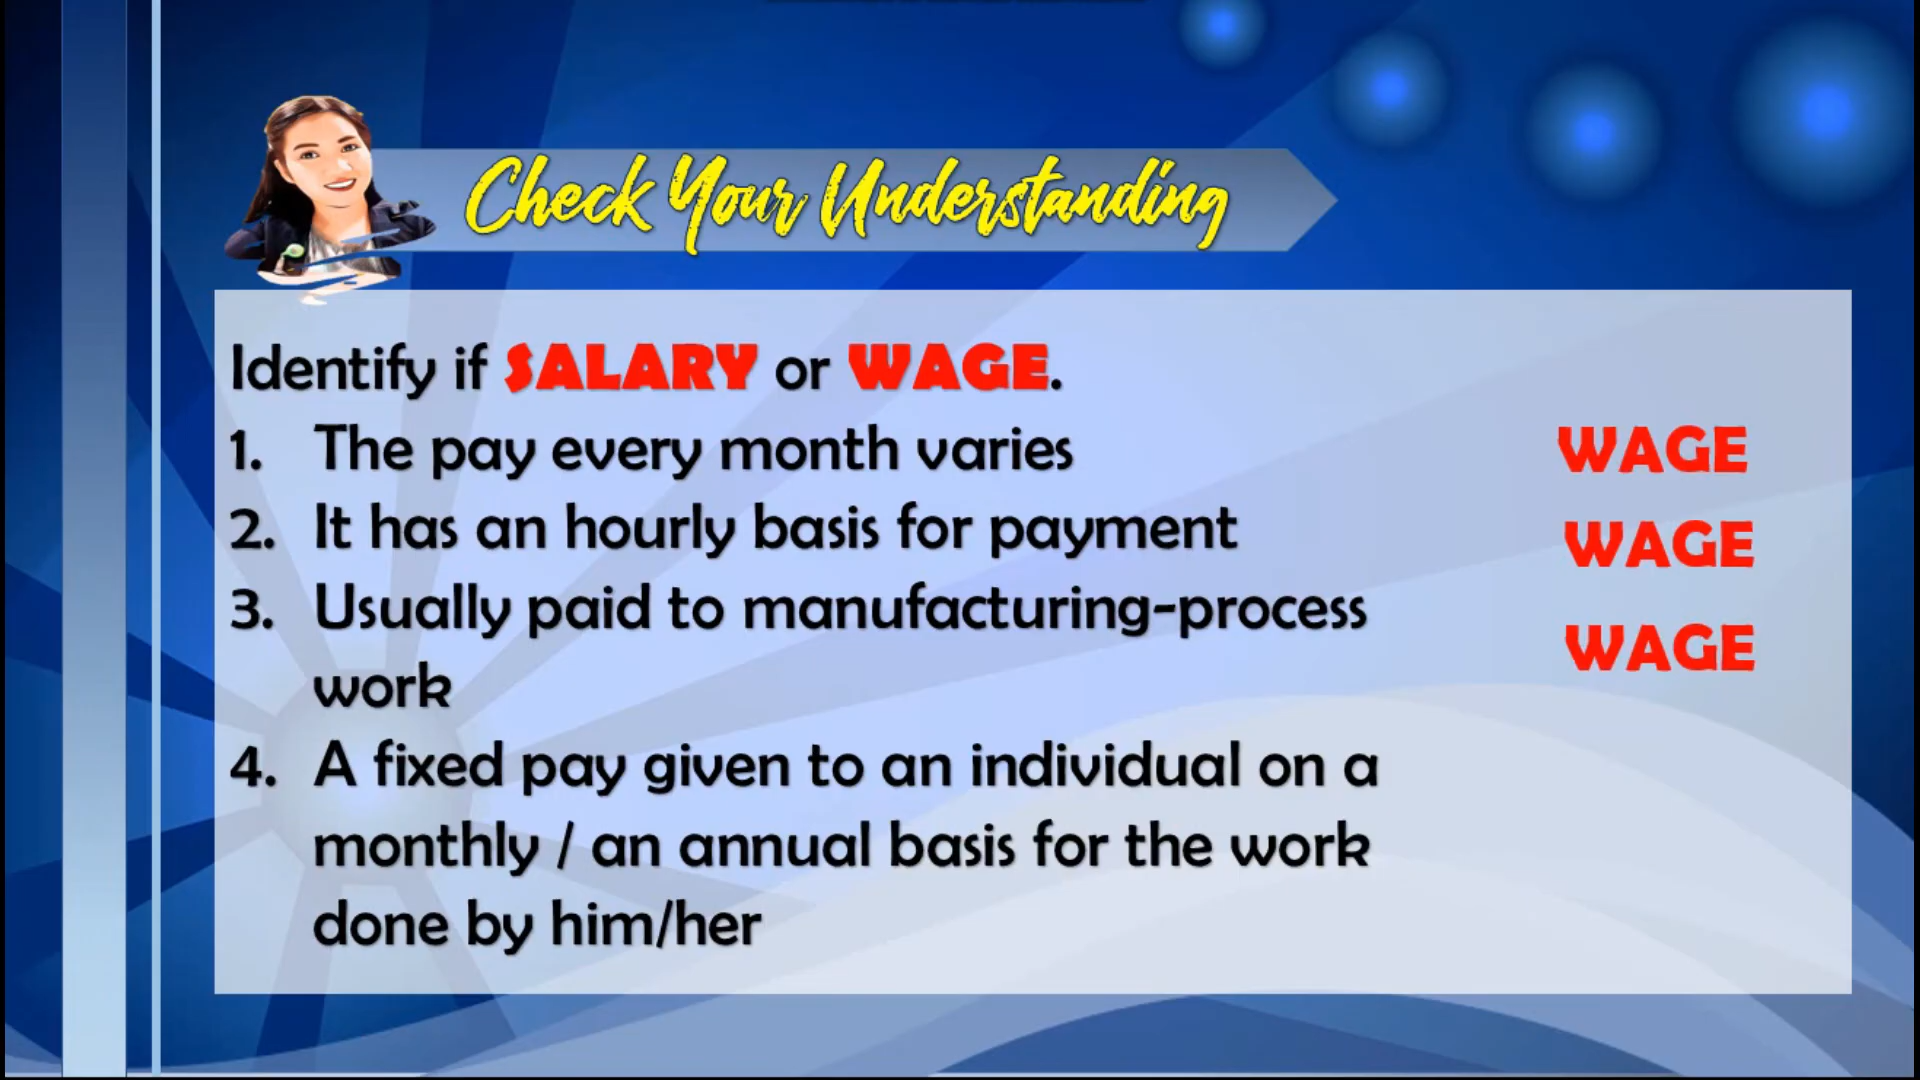 Check Your Understanding
Identify if SALARY or WAGE.
1. The pay every month varies
WAGE
2. It has an hourly basis for payment
WAGE
3. Usually paid to manufacturing-process
work
WAGE
4. A fixed pay given to an individual on a
monthly / an annual basis for the work
done by him/her